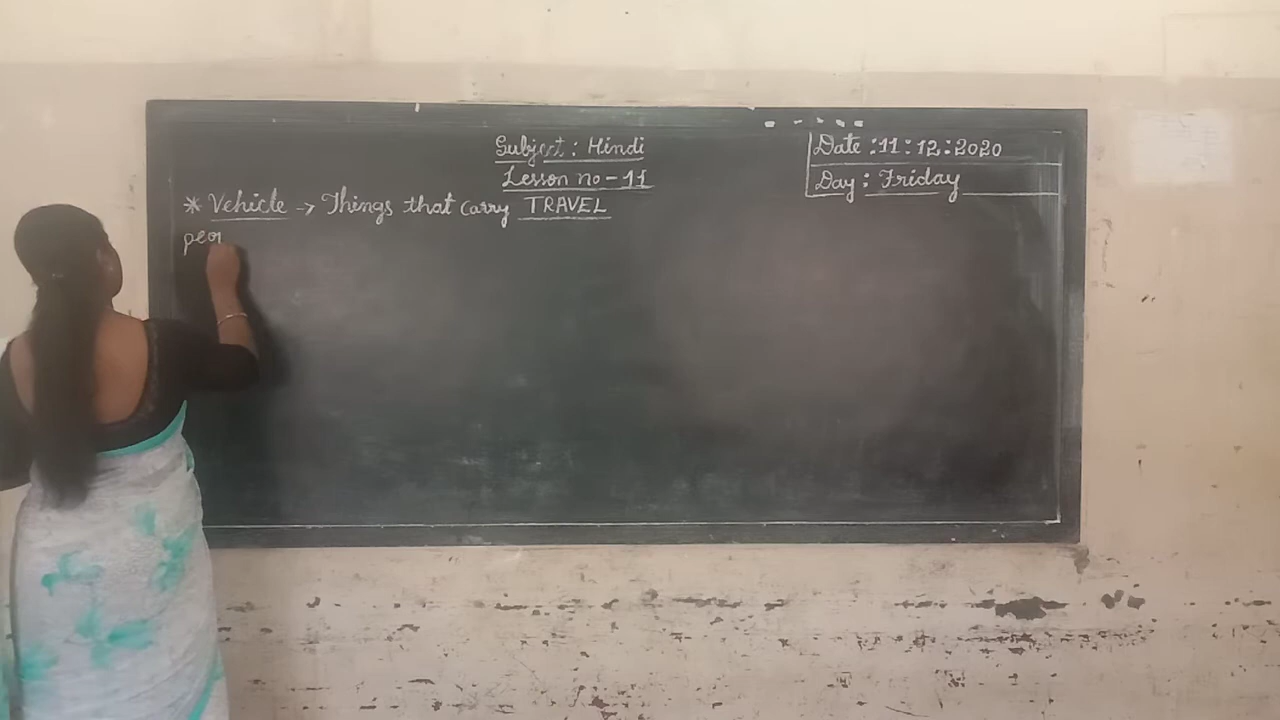 Subject : Hindi
Lesson no - 11
Date : 11 : 12 : 2020
Day : Friday
TRAVEL
* Vehicle → Things that carry